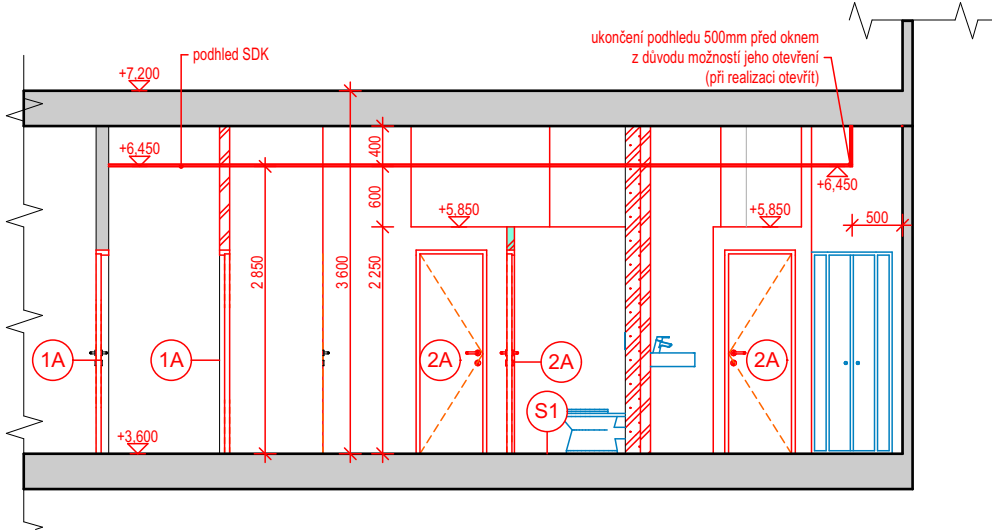 ukončení podhledu 500mm před oknem
z důvodu možností jeho otevření
(při realizaci otevřít)
podhled SDK
+7,200
+6,450
400
+6,450
600
+5,850
+5,850
500
2 850
3 600
2 250
1A
1A
2A
2A
2A
S1
+3,600